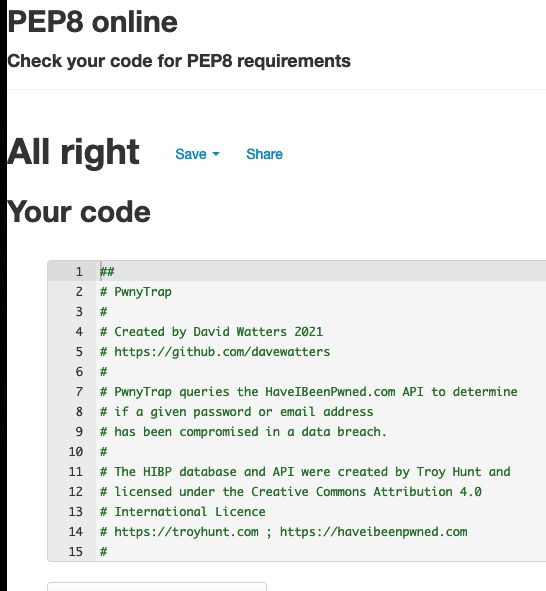 PEP8 online
Check your code for PEP8 requirements
All right Save Share
Your code
1 ##
2 # PwnyTrap
3 #
4 # Created by David Watters 2021
5 # https://github.com/davewatters
6 #
7 # PwnyTrap queries the HaveIBeenPwned.com API to determine
8 # if a given password or email address
9 # has been compromised in a data breach.
10 #
11 # The HIBP database and API were created by Troy Hunt and
12 # licensed under the Creative Commons Attribution 4.0
13 # International Licence
14 # https://troyhunt.com ; https://haveibeenpwned.com
15 #